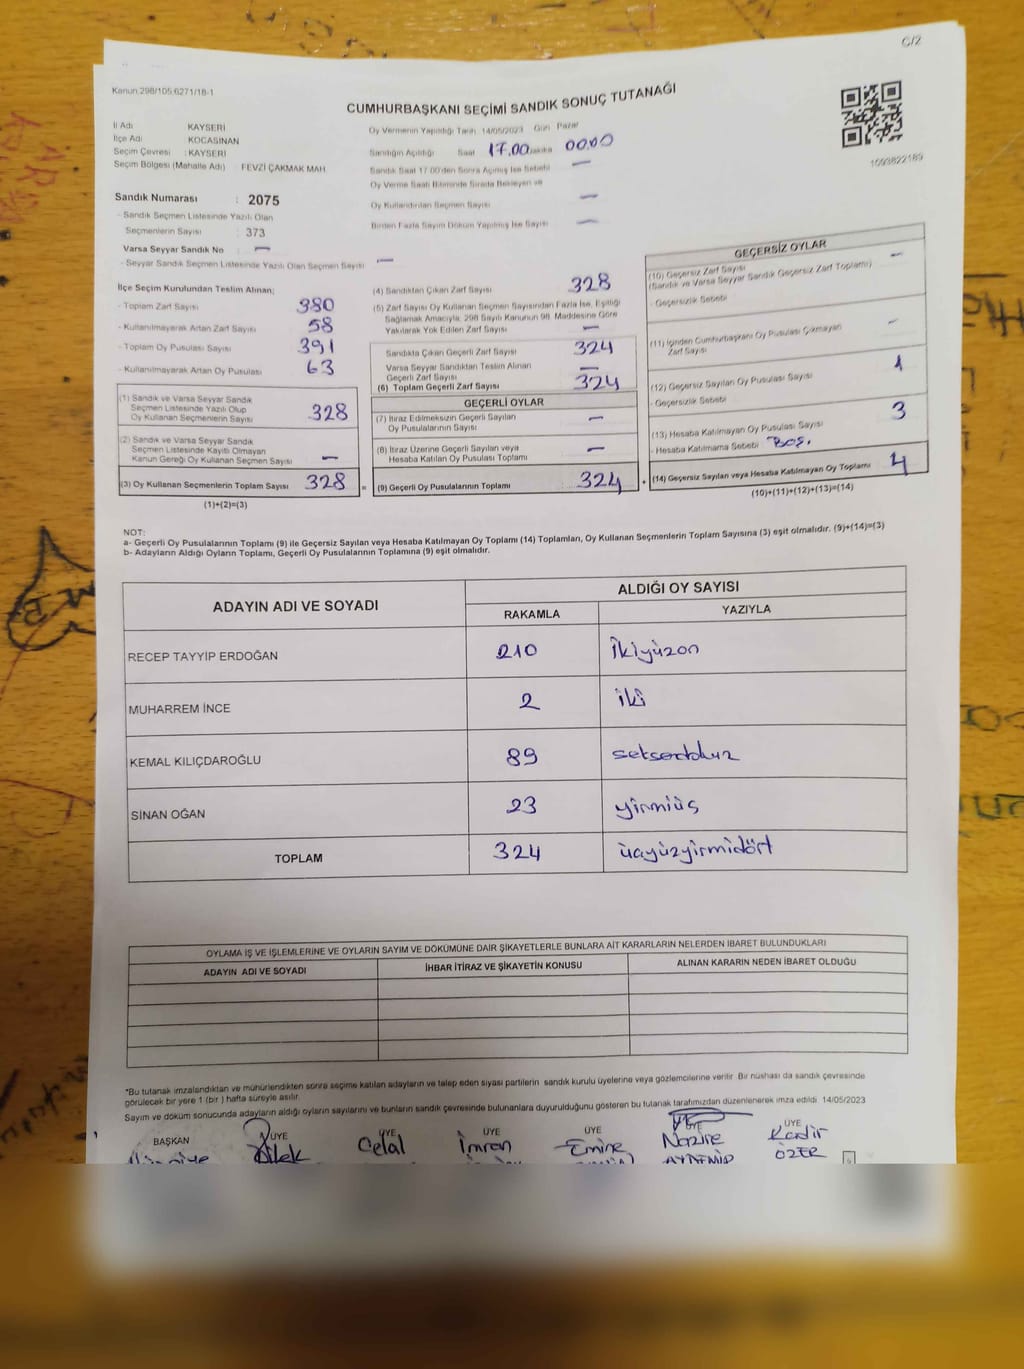 C/2
Kanun 298/105.6271/18-1
CUMHURBAŞKANI SEÇİMİ SANDIK SONUÇ TUTANAĞI
1093822189
İl Adı KAYSERİ
İlçe Adı KOCASİNAN
Seçim Çevresi : KAYSERİ
Seçim Bölgesi (Mahalle Adı) FEVZİ ÇAKMAK MAH
Sandık Numarası : 2075
- Sandık Seçmen Listesinde Yazılı Olan
Seçmenlerin Sayısı : 373
Varsa Seyyar Sandık No —
- Seyyar Sandık Seçmen Listesinde Yazılı Olan Seçmen Sayısı —
Oy Vermenin Yapıldığı Tarih 14/05/2023 Gün Pazar
Sandığın Açıldığı Saat 17.00 dakika 00.00
Sandık Saat 17.00'den Sonra Açılmış İse Sebebi —
Oy Verme Saati Bitiminde Sırada Bekleyen ve
Oy Kullandırılan Seçmen Sayısı —
Birden Fazla Sayım Döküm Yapılmış İse Sayısı —
İlçe Seçim Kurulundan Teslim Alınan;
- Toplam Zarf Sayısı 380
- Kullanılmayarak Artan Zarf Sayısı 58
- Toplam Oy Pusulası Sayısı 391
- Kullanılmayarak Artan Oy Pusulası 63
(1) Sandık ve Varsa Seyyar Sandık
Seçmen Listesinde Yazılı Olup
Oy Kullanan Seçmenlerin Sayısı 328
(2) Sandık ve Varsa Seyyar Sandık
Seçmen Listesinde Kayıtlı Olmayan
Kanun Gereği Oy Kullanan Seçmen Sayısı —
(3) Oy Kullanan Seçmenlerin Toplam Sayısı 328
(1)+(2)=(3)
(4) Sandıktan Çıkan Zarf Sayısı 328
(5) Zarf Sayısı Oy Kullanan Seçmen Sayısından Fazla İse, Eşitliği
Sağlamak Amacıyla, 298 Sayılı Kanunun 98. Maddesine Göre
Yakılarak Yok Edilen Zarf Sayısı —
Sandıkta Çıkan Geçerli Zarf Sayısı 324
Varsa Seyyar Sandıktan Teslim Alınan
Geçerli Zarf Sayısı —
(6) Toplam Geçerli Zarf Sayısı 324
GEÇERLİ OYLAR
(7) İtiraz Edilmeksizin Geçerli Sayılan
Oy Pusulalarının Sayısı —
(8) İtiraz Üzerine Geçerli Sayılan veya
Hesaba Katılan Oy Pusulası Toplamı —
= (9) Geçerli Oy Pusulalarının Toplamı 324 +
GEÇERSİZ OYLAR
(10) Geçersiz Zarf Sayısı —
(Sandık ve Varsa Seyyar Sandık Geçersiz Zarf Toplamı)
- Geçersizlik Sebebi
(11) İçinden Cumhurbaşkanı Oy Pusulası Çıkmayan —
Zarf Sayısı
(12) Geçersiz Sayılan Oy Pusulası Sayısı 1
- Geçersizlik Sebebi
(13) Hesaba Katılmayan Oy Pusulası Sayısı 3
- Hesaba Katılmama Sebebi Boş.
(14) Geçersiz Sayılan veya Hesaba Katılmayan Oy Toplamı 4
(10)+(11)+(12)+(13)=(14)
NOT:
a- Geçerli Oy Pusulalarının Toplamı (9) ile Geçersiz Sayılan veya Hesaba Katılmayan Oy Toplamı (14) Toplamları, Oy Kullanan Seçmenlerin Toplam Sayısına (3) eşit olmalıdır. (9)+(14)=(3)
b- Adayların Aldığı Oyların Toplamı, Geçerli Oy Pusulalarının Toplamına (9) eşit olmalıdır.
ADAYIN ADI VE SOYADI ALDIĞI OY SAYISI
RAKAMLA YAZIYLA
RECEP TAYYİP ERDOĞAN 210 İkiyüzon
MUHARREM İNCE 2 iki
KEMAL KILIÇDAROĞLU 89 seksendokuz
SİNAN OĞAN 23 yirmiüç
TOPLAM 324 üçyüzyirmidört
OYLAMA İŞ VE İŞLEMLERİNE VE OYLARIN SAYIM VE DÖKÜMÜNE DAİR ŞİKAYETLERLE BUNLARA AİT KARARLARIN NELERDEN İBARET BULUNDUKLARI
ADAYIN ADI VE SOYADI İHBAR İTİRAZ VE ŞİKAYETİN KONUSU ALINAN KARARIN NEDEN İBARET OLDUĞU
*Bu tutanak imzalandıktan ve mühürlendikten sonra seçime katılan adayların ve talep eden siyasi partilerin sandık kurulu üyelerine veya gözlemcilerine verilir. Bir nüshası da sandık çevresinde
görülecek bir yere 1 (bir) hafta süreyle asılır.
Sayım ve döküm sonucunda adayların aldığı oyların sayılarını ve bunların sandık çevresinde bulunanlara duyurulduğunu gösteren bu tutanak tarafımızdan düzenlenerek imza edildi. 14/05/2023
BAŞKAN ÜYE ÜYE ÜYE ÜYE ÜYE ÜYE
Dilek Celal İmran Emine Nazire Kadir
ÖZER